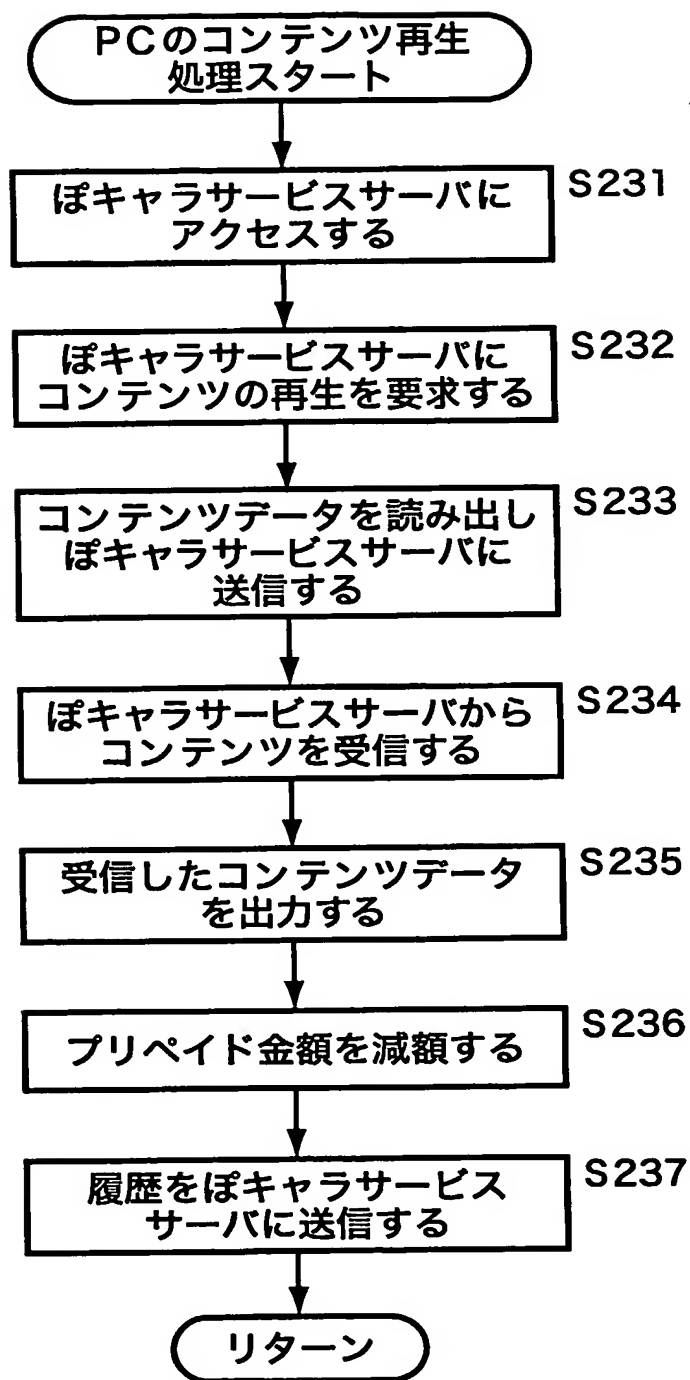 PCのコンテンツ再生
処理スタート
S231
ぽキャラサービスサーバに
アクセスする
S232
ぽキャラサービスサーバに
コンテンツの再生を要求する
S233
コンテンツデータを読み出し
ぽキャラサービスサーバに
送信する
S234
ぽキャラサービスサーバから
コンテンツを受信する
S235
受信したコンテンツデータ
を出力する
S236
プリペイド金額を減額する
S237
履歴をぽキャラサービス
サーバに送信する
リターン